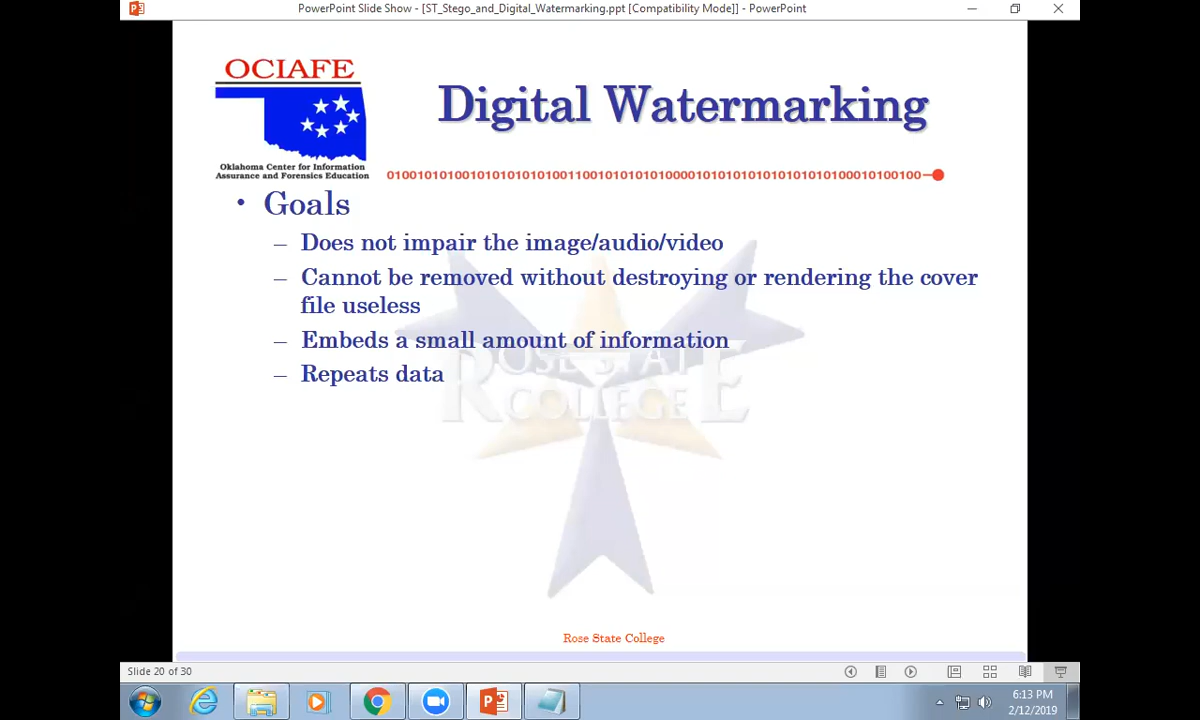 PowerPoint Slide Show - [ST_Stego_and_Digital_Watermarking.ppt [Compatibility Mode]] - PowerPoint
OCIAFE
Oklahoma Center for Information
Assurance and Forensics Education
Digital Watermarking
• Goals
– Does not impair the image/audio/video
– Cannot be removed without destroying or rendering the cover
file useless
– Embeds a small amount of information
– Repeats data
ROSE STATE
COLLEGE
Rose State College
Slide 20 of 30
6:13 PM
2/12/2019